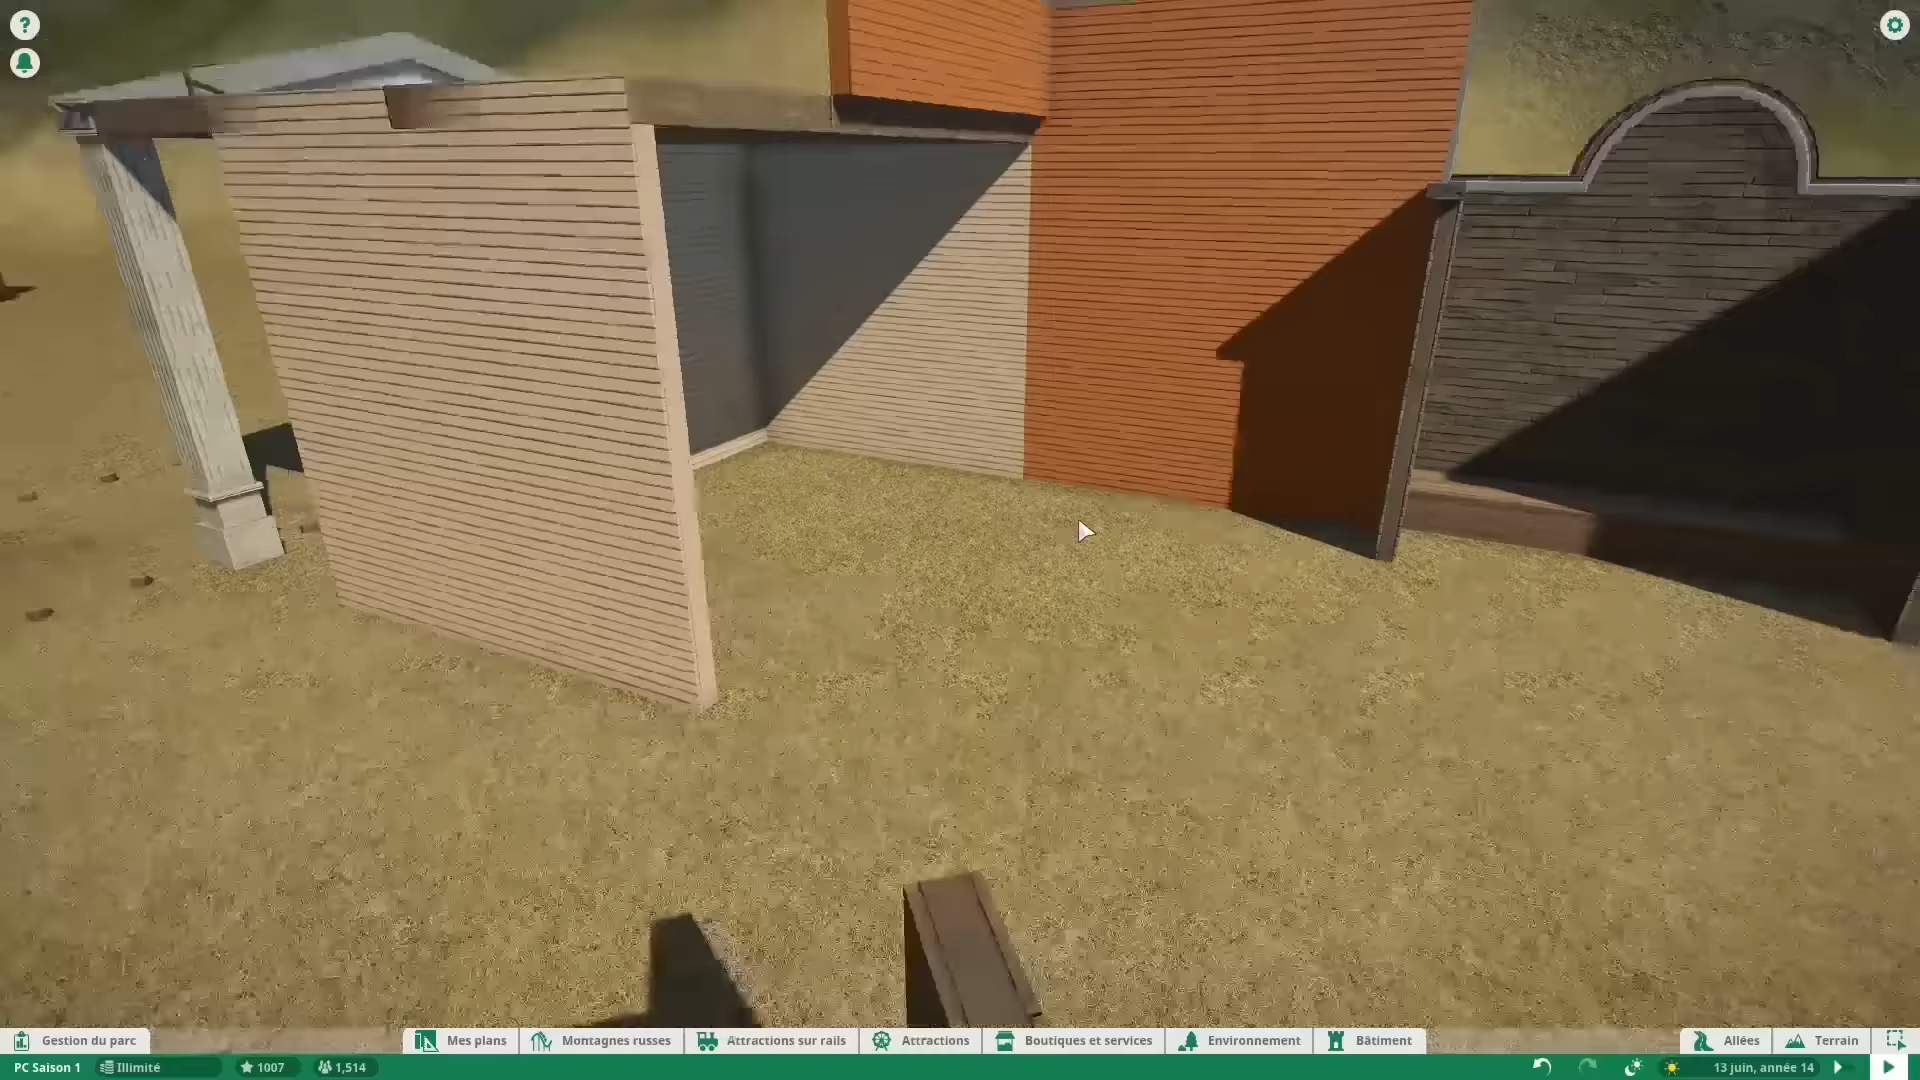 ?
Gestion du parc
Mes plans
Montagnes russes
Attractions sur rails
Attractions
Boutiques et services
Environnement
Bâtiment
Allées
Terrain
PC Saison 1
Illimité
1007
1,514
13 juin, année 14